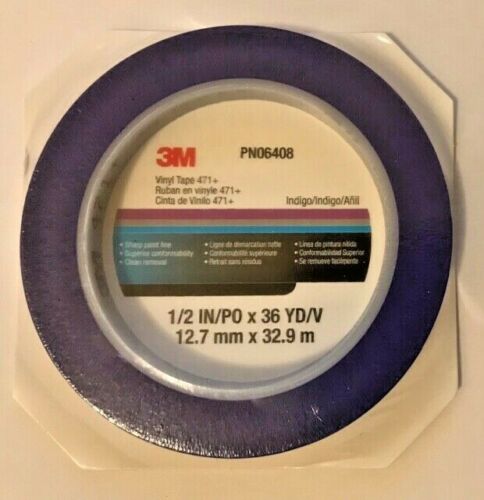 3M PN06408
Vinyl Tape 471+
Ruban en vinyle 471+
Cinta de Vinilo 471+
Indigo/Indigo/Añil
• Sharp paint line
• Superior conformability
• Clean removal
• Ligne de démarcation nette
• Conformabilité supérieure
• Retrait sans résidus
• Línea de pintura nítida
• Conformabilidad Superior
• Se remueve fácilmente
1/2 IN/PO x 36 YD/V
12.7 mm x 32.9 m